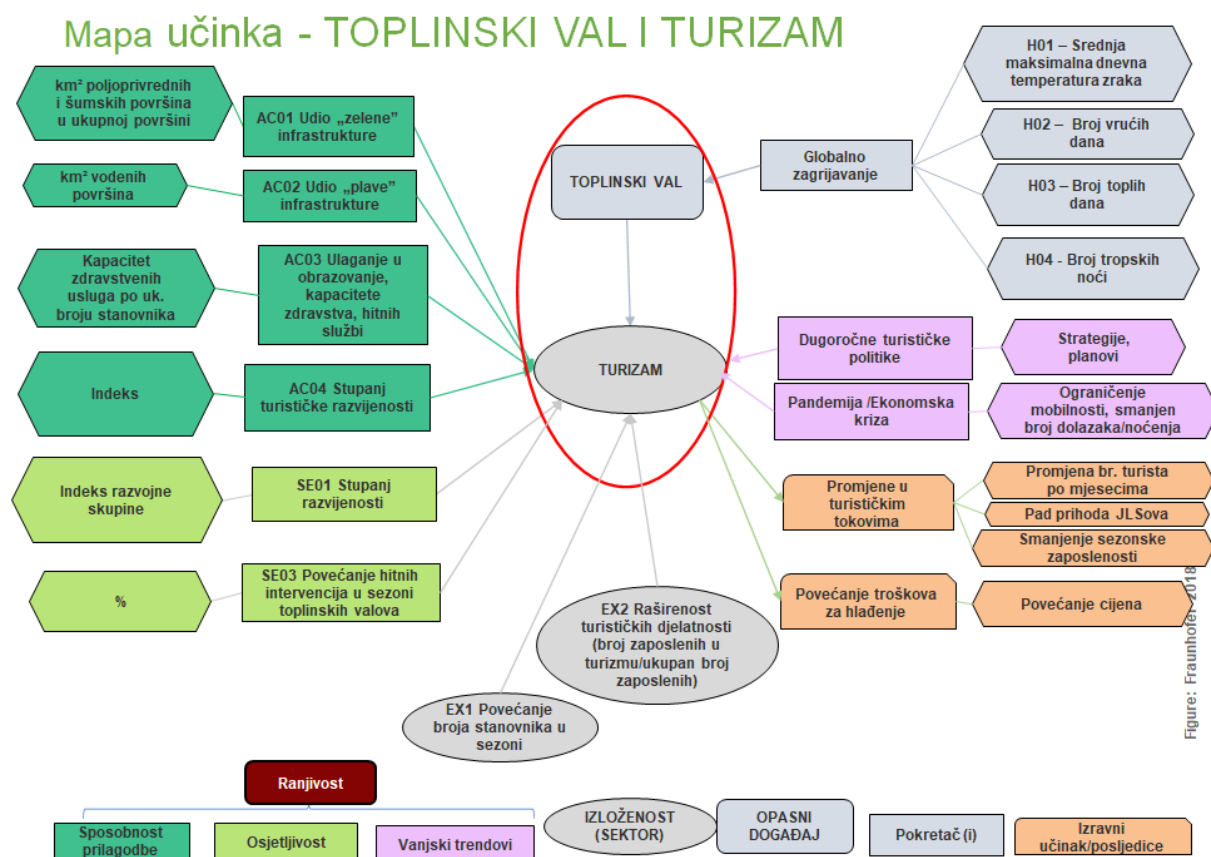 Mapa učinka - TOPLINSKI VAL I TURIZAM
km² poljoprivrednih
i šumskih površina
u ukupnoj površini
AC01 Udio „zelene”
infrastrukture
km² vodenih
površina
AC02 Udio „plave”
infrastrukture
Kapacitet
zdravstvenih
usluga po uk.
broju stanovnika
AC03 Ulaganje u
obrazovanje,
kapacitete
zdravstva, hitnih
službi
Indeks
AC04 Stupanj
turističke razvijenosti
Indeks razvojne
skupine
SE01 Stupanj
razvijenosti
%
SE03 Povećanje hitnih
intervencija u sezoni
toplinskih valova
TOPLINSKI VAL
TURIZAM
EX2 Raširenost
turističkih djelatnosti
(broj zaposlenih u
turizmu/ukupan broj
zaposlenih)
EX1 Povećanje
broja stanovnika u
sezoni
Globalno
zagrijavanje
H01 – Srednja
maksimalna dnevna
temperatura zraka
H02 – Broj vrućih
dana
H03 – Broj toplih
dana
H04 - Broj tropskih
noći
Dugoročne turističke
politike
Strategije,
planovi
Pandemija /Ekonomska
kriza
Ograničenje
mobilnosti, smanjen
broj dolazaka/noćenja
Promjene u
turističkim
tokovima
Promjena br. turista
po mjesecima
Pad prihoda JLSova
Smanjenje sezonske
zaposlenosti
Povećanje troškova
za hlađenje
Povećanje cijena
Figure: Fraunhofer 2018
Ranjivost
Sposobnost
prilagodbe
Osjetljivost
Vanjski trendovi
IZLOŽENOST
(SEKTOR)
OPASNI
DOGAĐAJ
Pokretač (i)
Izravni
učinak/posljedice